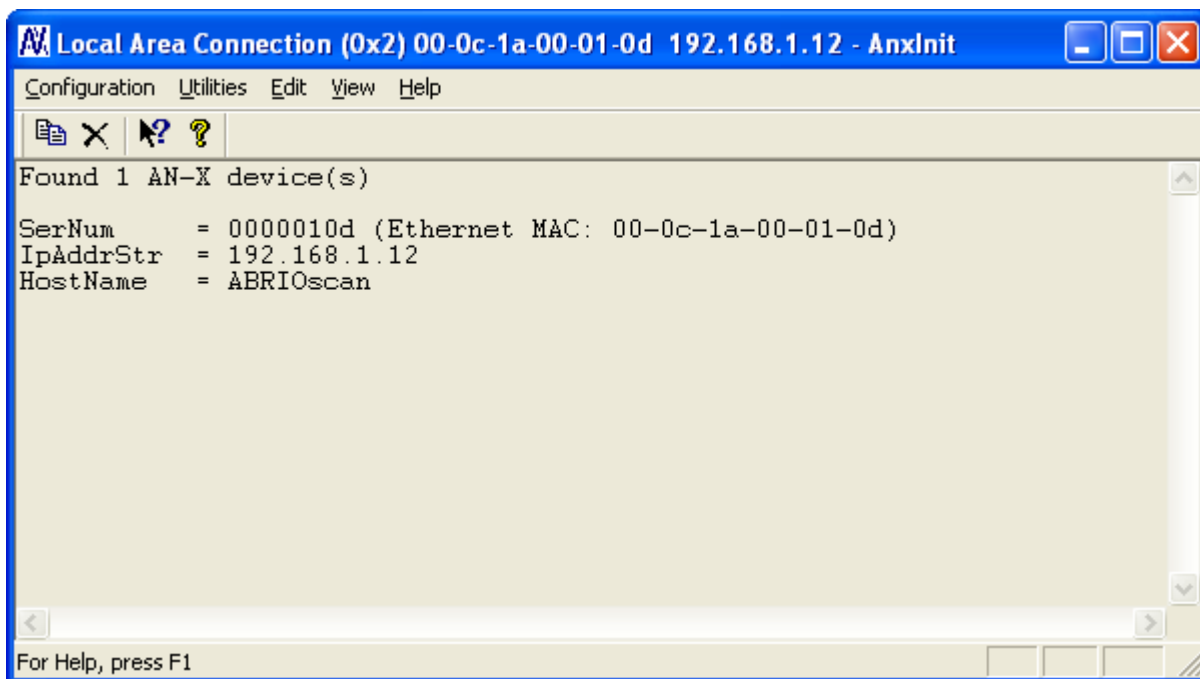 AX Local Area Connection (0x2) 00-0c-1a-00-01-0d 192.168.1.12 - AnxInit
Configuration Utilities Edit View Help
Found 1 AN-X device(s)
SerNum = 0000010d (Ethernet MAC: 00-0c-1a-00-01-0d)
IpAddrStr = 192.168.1.12
HostName = ABRIOscan
For Help, press F1